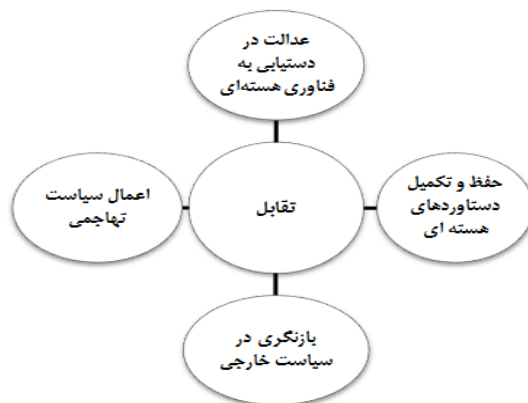 عدالت در
دستیابی به
فناوری هسته‌ای
حفظ و تکمیل
دستاوردهای
هسته ای
تقابل
اعمال سیاست
تهاجمی
بازنگری در
سیاست خارجی